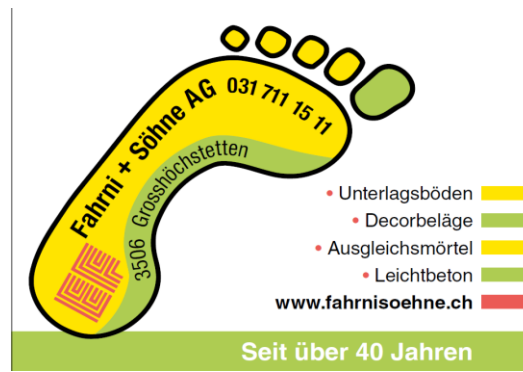 Fahrni + Söhne AG 031 711 15 11
3506 Grosshöchstetten
• Unterlagsböden
• Decorbeläge
• Ausgleichsmörtel
• Leichtbeton
www.fahrnisoehne.ch
Seit über 40 Jahren